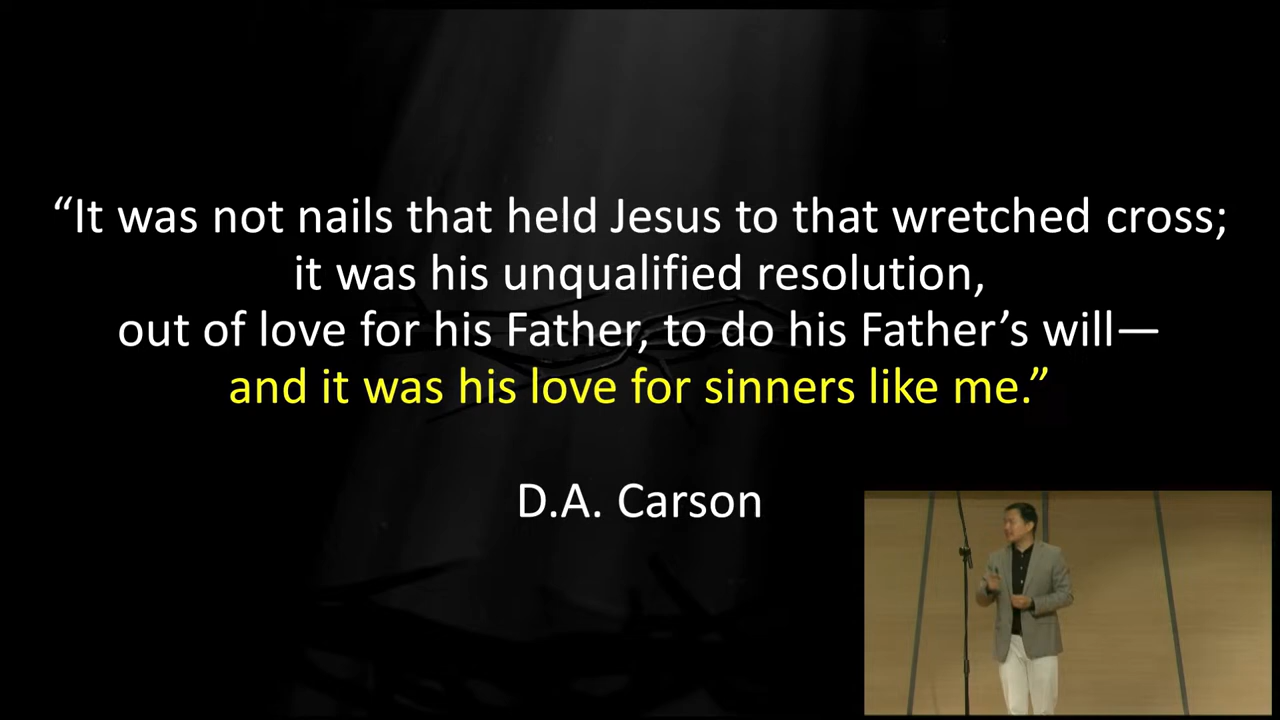 “It was not nails that held Jesus to that wretched cross;
it was his unqualified resolution,
out of love for his Father, to do his Father’s will—
and it was his love for sinners like me.”
D.A. Carson